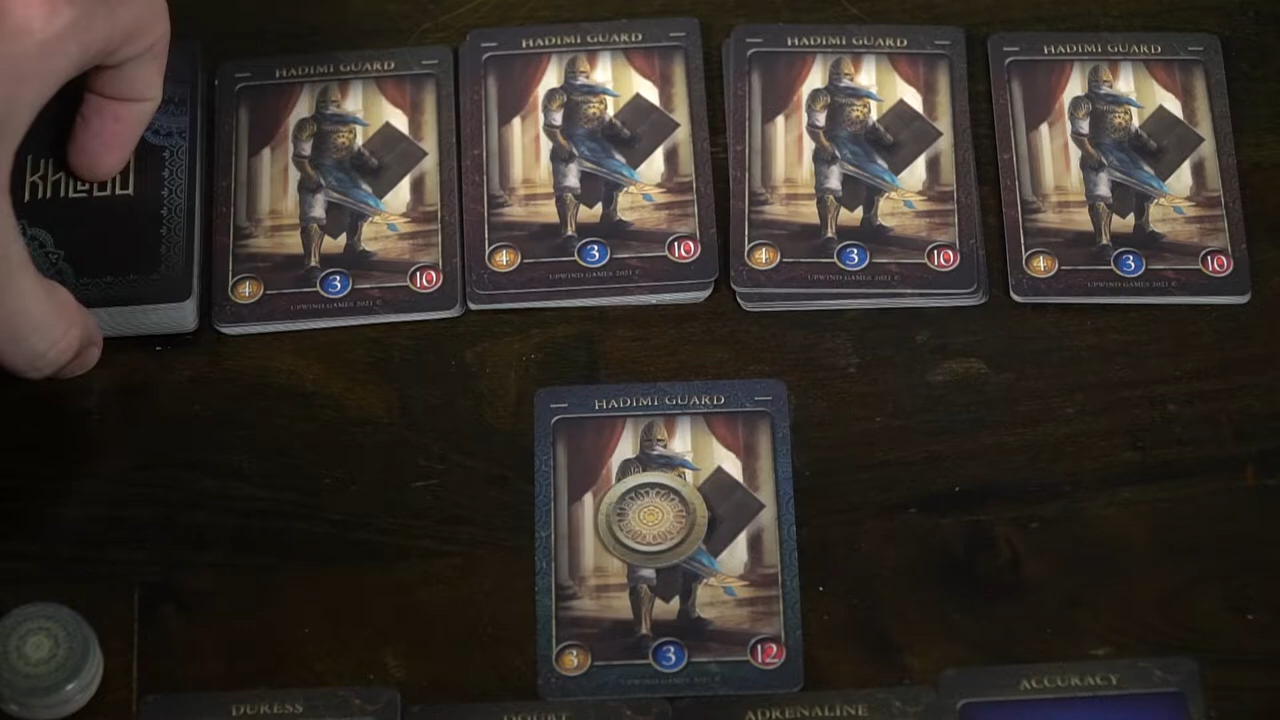 HADIMI GUARD
4 3 10
UPWIND GAMES 2021 ©
HADIMI GUARD
4 3 10
UPWIND GAMES 2021 ©
HADIMI GUARD
4 3 10
UPWIND GAMES 2021 ©
HADIMI GUARD
4 3 10
UPWIND GAMES 2021 ©
HADIMI GUARD
3 3 12
UPWIND GAMES 2021 ©
DURESS
DOUBT
ADRENALINE
ACCURACY